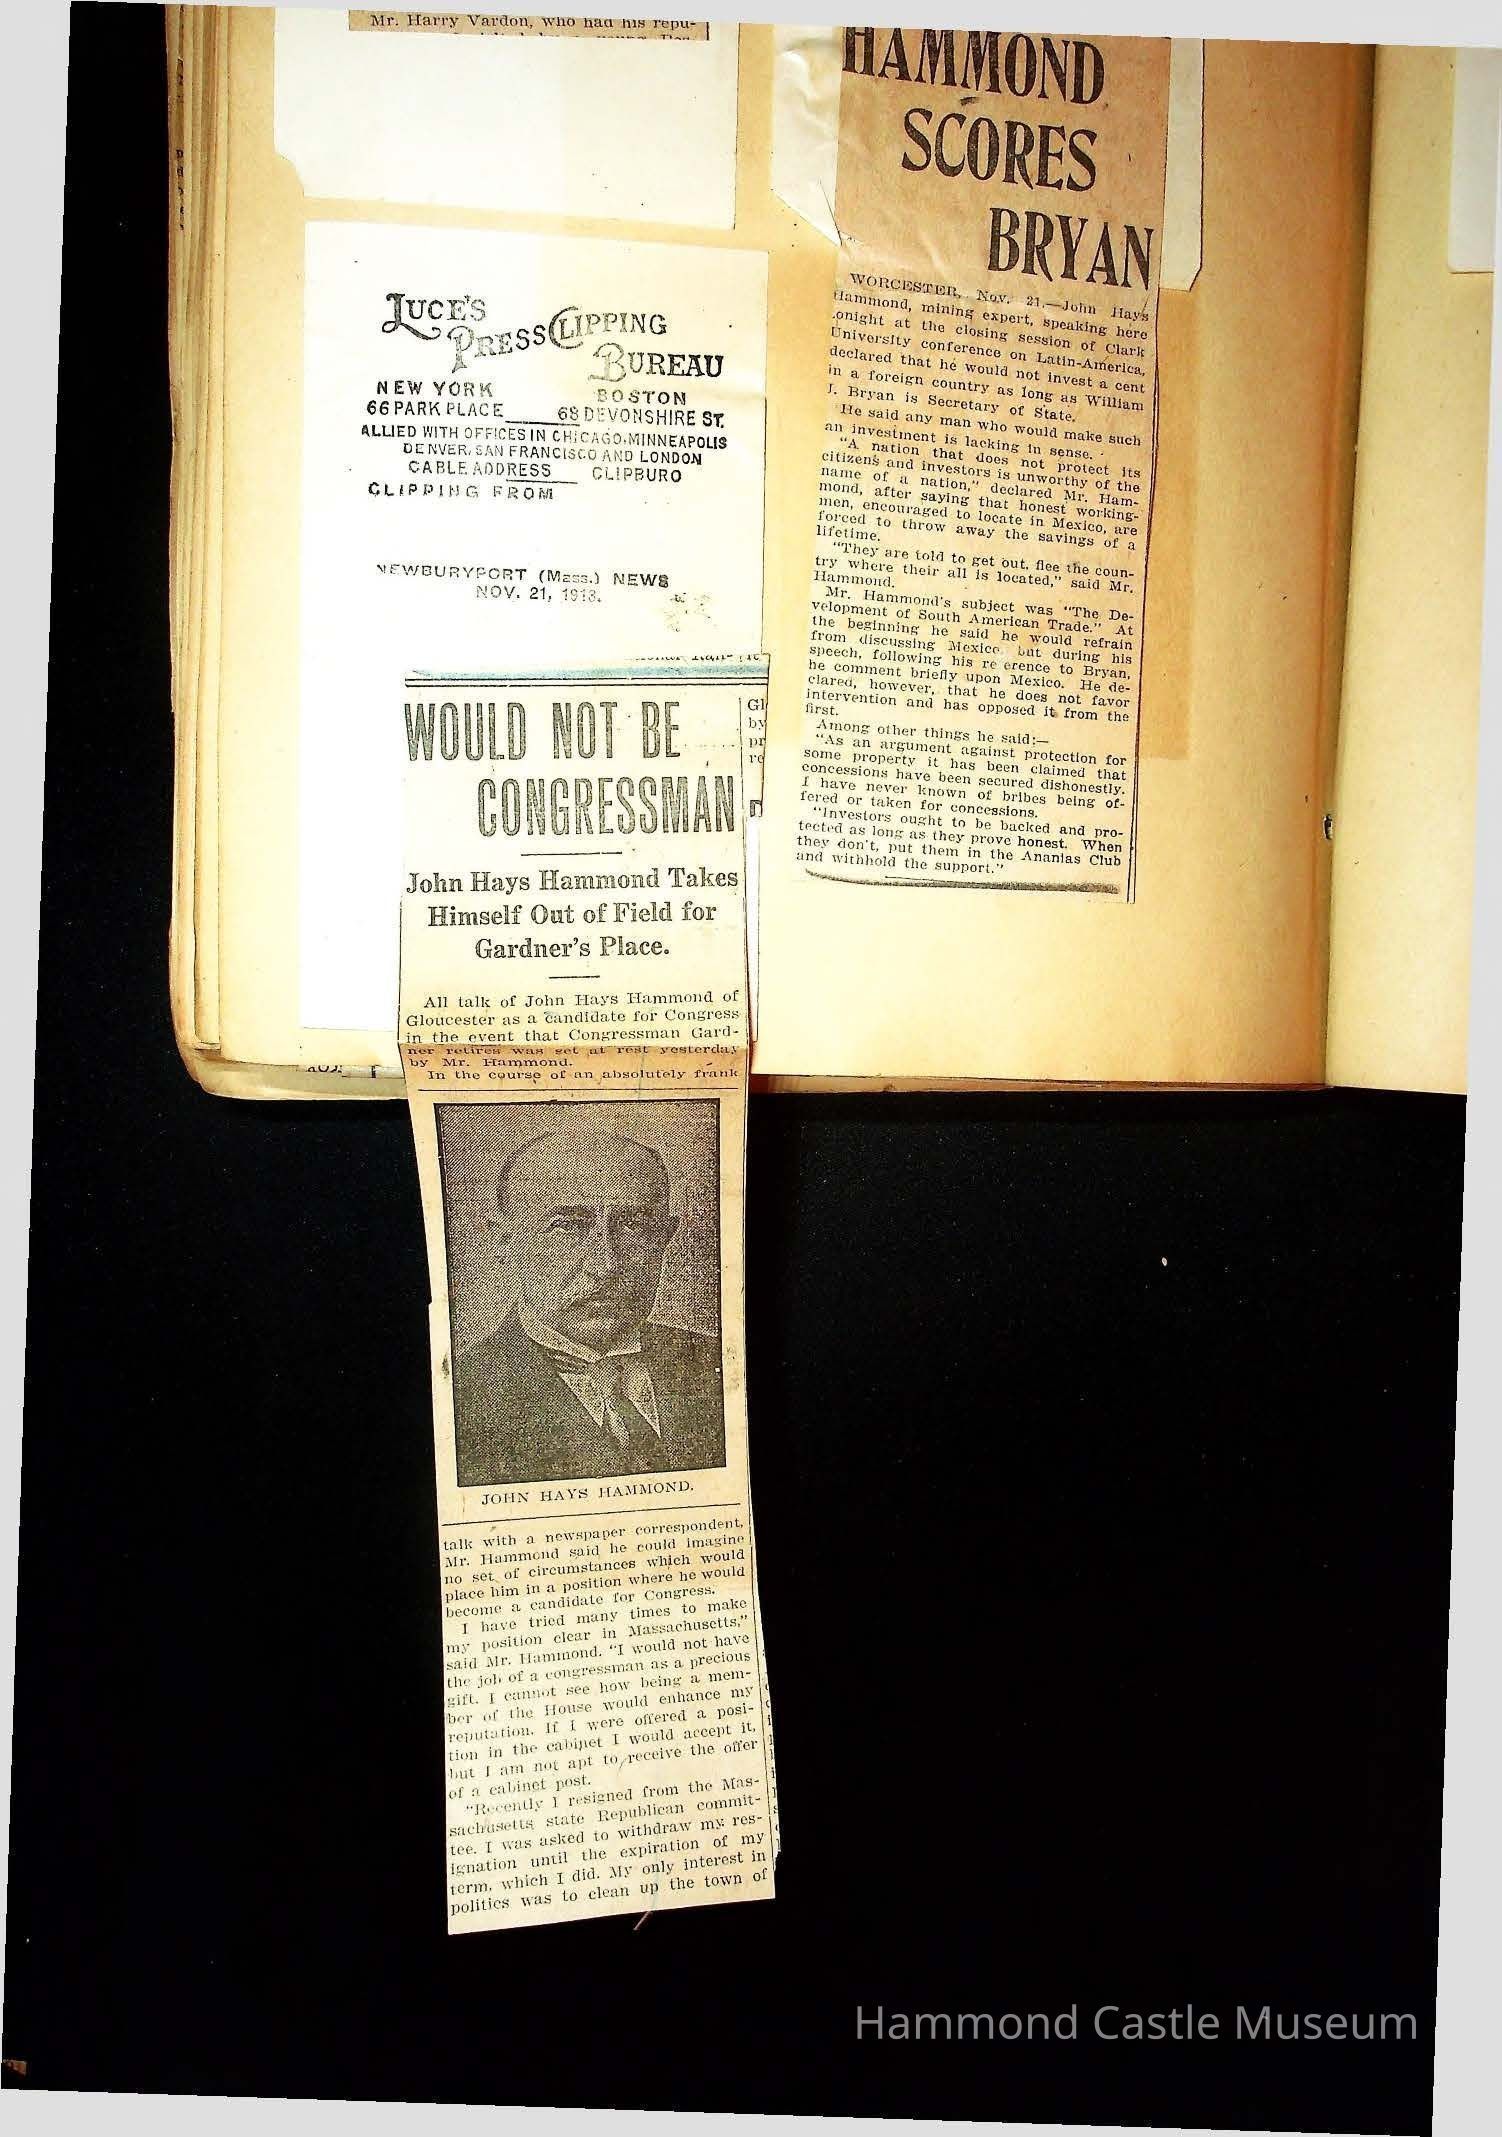 Mr. Harry Vardon, who had his repu-
LUCE'S
PRESS CLIPPING
BUREAU
NEW YORK BOSTON
66 PARK PLACE 68 DEVONSHIRE ST.
ALLIED WITH OFFICES IN CHICAGO. MINNEAPOLIS
DENVER, SAN FRANCISCO AND LONDON
CABLE ADDRESS CLIPBURO
CLIPPING FROM
NEWBURYPORT (Mass.) NEWS
NOV. 21, 1913.
WOULD NOT BE
CONGRESSMAN
John Hays Hammond Takes
Himself Out of Field for
Gardner's Place.
All talk of John Hays Hammond of
Gloucester as a candidate for Congress
in the event that Congressman Gard-
ner retires was set at rest yesterday
by Mr. Hammond.
In the course of an absolutely frank
JOHN HAYS HAMMOND.
talk with a newspaper correspondent,
Mr. Hammond said he could imagine
no set of circumstances which would
place him in a position where he would
become a candidate for Congress.
I have tried many times to make
my position clear in Massachusetts,"
said Mr. Hammond. "I would not have
the job of a congressman as a precious
gift. I cannot see how being a mem-
ber of the House would enhance my
reputation. If I were offered a posi-
tion in the cabinet I would accept it,
but I am not apt to receive the offer
of a cabinet post.
"Recently I resigned from the Mas-
sachusetts state Republican commit-
tee. I was asked to withdraw my res-
ignation until the expiration of my
term, which I did. My only interest in
politics was to clean up the town of
HAMMOND
SCORES
BRYAN
WORCESTER, Nov. 21.—John Hays
Hammond, mining expert, speaking here
tonight at the closing session of Clark
University conference on Latin-America,
declared that he would not invest a cent
in a foreign country as long as William
J. Bryan is Secretary of State.
He said any man who would make such
an investment is lacking in sense.
"A nation that does not protect its
citizens and investors is unworthy of the
name of a nation," declared Mr. Ham-
mond, after saying that honest working-
men, encouraged to locate in Mexico, are
forced to throw away the savings of a
lifetime.
"They are told to get out, flee the coun-
try where their all is located," said Mr.
Hammond.
Mr. Hammond's subject was "The De-
velopment of South American Trade." At
the beginning he said he would refrain
from discussing Mexico but during his
speech, following his re erence to Bryan,
he comment briefly upon Mexico. He de-
clared, however, that he does not favor
intervention and has opposed it from the
first.
Among other things he said:—
"As an argument against protection for
some property it has been claimed that
concessions have been secured dishonestly.
I have never known of bribes being of-
fered or taken for concessions.
"Investors ought to be backed and pro-
tected as long as they prove honest. When
they don't, put them in the Ananias Club
and withhold the support."
Hammond Castle Museum